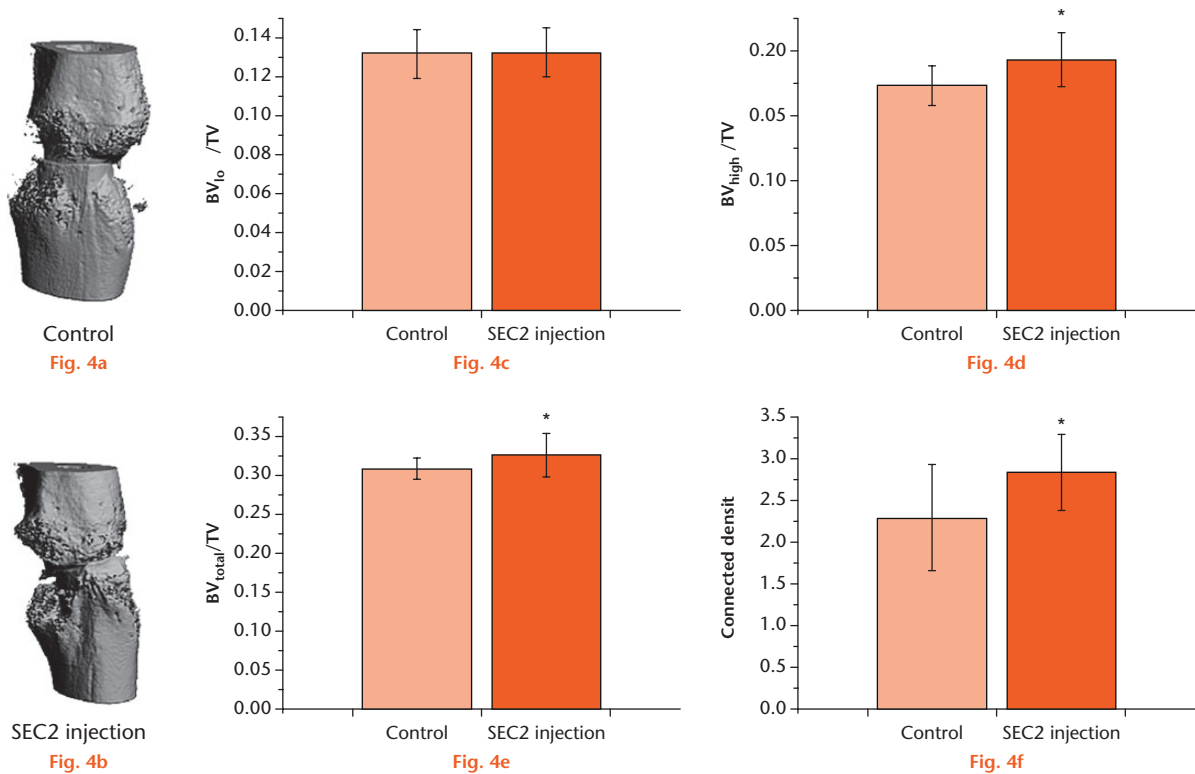 Control
Fig. 4a
0.14
0.12
0.10
0.08
0.06
0.04
0.02
0.00
BVlo /TV
Control SEC2 injection
Fig. 4c
*
0.20
0.05
0.10
0.05
0.00
BVhigh /TV
Control SEC2 injection
Fig. 4d
SEC2 injection
Fig. 4b
*
0.35
0.30
0.25
0.20
0.15
0.10
0.05
0.00
BVtotal/TV
Control SEC2 injection
Fig. 4e
*
3.5
3.0
2.5
2.0
1.5
1.0
0.5
0.0
Connected densit
Control SEC2 injection
Fig. 4f